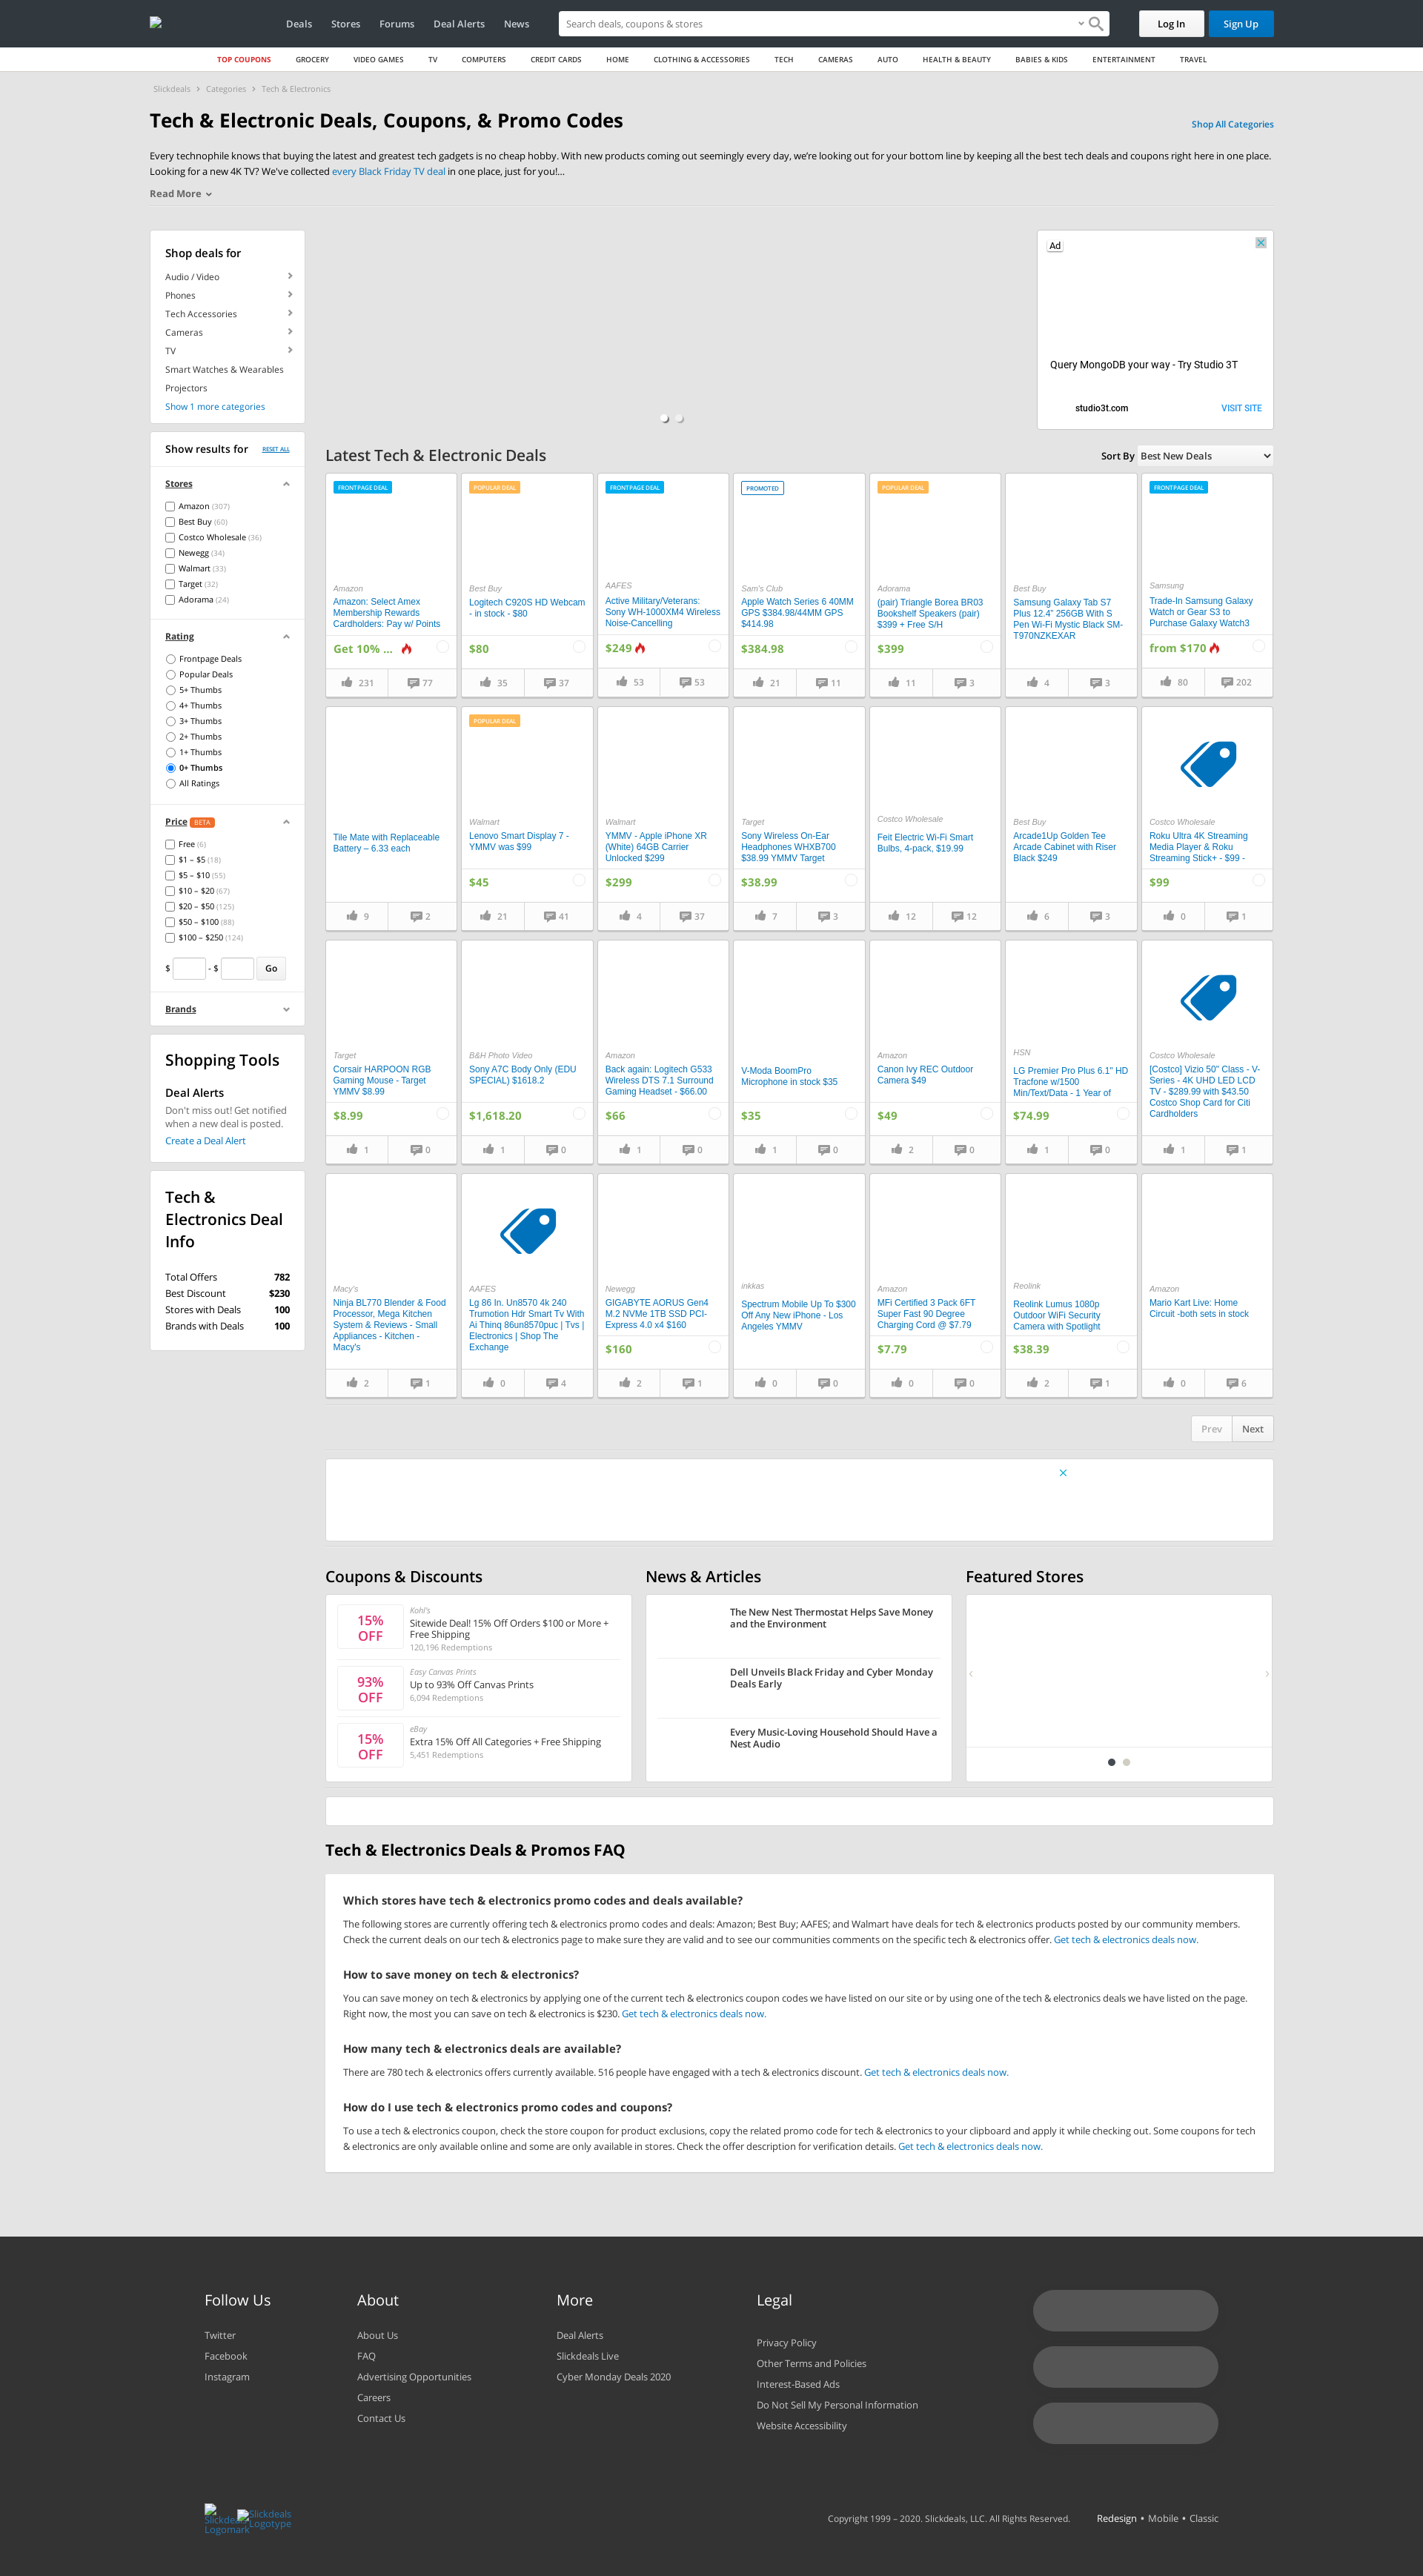 Deals Stores Forums Deal Alerts News Search deals, coupons & stores Log In Sign Up
TOP COUPONS GROCERY VIDEO GAMES TV COMPUTERS CREDIT CARDS HOME CLOTHING & ACCESSORIES TECH CAMERAS AUTO HEALTH & BEAUTY BABIES & KIDS ENTERTAINMENT TRAVEL
Slickdeals Categories Tech & Electronics
Tech & Electronic Deals, Coupons, & Promo Codes
Shop All Categories
Every technophile knows that buying the latest and greatest tech gadgets is no cheap hobby. With new products coming out seemingly every day, we’re looking out for your bottom line by keeping all the best tech deals and coupons right here in one place.
Looking for a new 4K TV? We've collected every Black Friday TV deal in one place, just for you!...
Read More
Shop deals for
Audio / Video
Phones
Tech Accessories
Cameras
TV
Smart Watches & Wearables
Projectors
Show 1 more categories
Ad
Query MongoDB your way - Try Studio 3T
studio3t.com VISIT SITE
Show results for RESET ALL
Stores
Amazon (307)
Best Buy (60)
Costco Wholesale (36)
Newegg (34)
Walmart (33)
Target (32)
Adorama (24)
Rating
Frontpage Deals
Popular Deals
5+ Thumbs
4+ Thumbs
3+ Thumbs
2+ Thumbs
1+ Thumbs
0+ Thumbs
All Ratings
Price BETA
Free (6)
$1 – $5 (18)
$5 – $10 (55)
$10 – $20 (67)
$20 – $50 (125)
$50 – $100 (88)
$100 – $250 (124)
$ - $ Go
Brands
Shopping Tools
Deal Alerts
Don't miss out! Get notified
when a new deal is posted.
Create a Deal Alert
Tech &
Electronics Deal
Info
Total Offers 782
Best Discount $230
Stores with Deals 100
Brands with Deals 100
Latest Tech & Electronic Deals
Sort By Best New Deals
FRONTPAGE DEAL
Amazon
Amazon: Select Amex
Membership Rewards
Cardholders: Pay w/ Points
Get 10% ...
231 77
POPULAR DEAL
Best Buy
Logitech C920S HD Webcam
- in stock - $80
$80
35 37
FRONTPAGE DEAL
AAFES
Active Military/Veterans:
Sony WH-1000XM4 Wireless
Noise-Cancelling
$249
53 53
PROMOTED
Sam's Club
Apple Watch Series 6 40MM
GPS $384.98/44MM GPS
$414.98
$384.98
21 11
POPULAR DEAL
Adorama
(pair) Triangle Borea BR03
Bookshelf Speakers (pair)
$399 + Free S/H
$399
11 3
Best Buy
Samsung Galaxy Tab S7
Plus 12.4” 256GB With S
Pen Wi-Fi Mystic Black SM-
T970NZKEXAR
4 3
FRONTPAGE DEAL
Samsung
Trade-In Samsung Galaxy
Watch or Gear S3 to
Purchase Galaxy Watch3
from $170
80 202
Tile Mate with Replaceable
Battery – 6.33 each
9 2
POPULAR DEAL
Walmart
Lenovo Smart Display 7 -
YMMV was $99
$45
21 41
Walmart
YMMV - Apple iPhone XR
(White) 64GB Carrier
Unlocked $299
$299
4 37
Target
Sony Wireless On-Ear
Headphones WHXB700
$38.99 YMMV Target
$38.99
7 3
Costco Wholesale
Feit Electric Wi-Fi Smart
Bulbs, 4-pack, $19.99
12 12
Best Buy
Arcade1Up Golden Tee
Arcade Cabinet with Riser
Black $249
6 3
Costco Wholesale
Roku Ultra 4K Streaming
Media Player & Roku
Streaming Stick+ - $99 -
$99
0 1
Target
Corsair HARPOON RGB
Gaming Mouse - Target
YMMV $8.99
$8.99
1 0
B&H Photo Video
Sony A7C Body Only (EDU
SPECIAL) $1618.2
$1,618.20
1 0
Amazon
Back again: Logitech G533
Wireless DTS 7.1 Surround
Gaming Headset - $66.00
$66
1 0
V-Moda BoomPro
Microphone in stock $35
$35
1 0
Amazon
Canon Ivy REC Outdoor
Camera $49
$49
2 0
HSN
LG Premier Pro Plus 6.1" HD
Tracfone w/1500
Min/Text/Data - 1 Year of
$74.99
1 0
Costco Wholesale
[Costco] Vizio 50" Class - V-
Series - 4K UHD LED LCD
TV - $289.99 with $43.50
Costco Shop Card for Citi
Cardholders
1 1
Macy's
Ninja BL770 Blender & Food
Processor, Mega Kitchen
System & Reviews - Small
Appliances - Kitchen -
Macy's
2 1
AAFES
Lg 86 In. Un8570 4k 240
Trumotion Hdr Smart Tv With
Ai Thinq 86un8570puc | Tvs |
Electronics | Shop The
Exchange
0 4
Newegg
GIGABYTE AORUS Gen4
M.2 NVMe 1TB SSD PCI-
Express 4.0 x4 $160
$160
2 1
inkkas
Spectrum Mobile Up To $300
Off Any New iPhone - Los
Angeles YMMV
0 0
Amazon
MFi Certified 3 Pack 6FT
Super Fast 90 Degree
Charging Cord @ $7.79
$7.79
0 0
Reolink
Reolink Lumus 1080p
Outdoor WiFi Security
Camera with Spotlight
$38.39
2 1
Amazon
Mario Kart Live: Home
Circuit -both sets in stock
0 6
Prev Next
Coupons & Discounts
15%
OFF
Kohl's
Sitewide Deal! 15% Off Orders $100 or More +
Free Shipping
120,196 Redemptions
93%
OFF
Easy Canvas Prints
Up to 93% Off Canvas Prints
6,094 Redemptions
15%
OFF
eBay
Extra 15% Off All Categories + Free Shipping
5,451 Redemptions
News & Articles
The New Nest Thermostat Helps Save Money
and the Environment
Dell Unveils Black Friday and Cyber Monday
Deals Early
Every Music-Loving Household Should Have a
Nest Audio
Featured Stores
Tech & Electronics Deals & Promos FAQ
Which stores have tech & electronics promo codes and deals available?
The following stores are currently offering tech & electronics promo codes and deals: Amazon; Best Buy; AAFES; and Walmart have deals for tech & electronics products posted by our community members.
Check the current deals on our tech & electronics page to make sure they are valid and to see our communities comments on the specific tech & electronics offer. Get tech & electronics deals now.
How to save money on tech & electronics?
You can save money on tech & electronics by applying one of the current tech & electronics coupon codes we have listed on our site or by using one of the tech & electronics deals we have listed on the page.
Right now, the most you can save on tech & electronics is $230. Get tech & electronics deals now.
How many tech & electronics deals are available?
There are 780 tech & electronics offers currently available. 516 people have engaged with a tech & electronics discount. Get tech & electronics deals now.
How do I use tech & electronics promo codes and coupons?
To use a tech & electronics coupon, check the store coupon for product exclusions, copy the related promo code for tech & electronics to your clipboard and apply it while checking out. Some coupons for tech
& electronics are only available online and some are only available in stores. Check the offer description for verification details. Get tech & electronics deals now.
Follow Us
Twitter
Facebook
Instagram
About
About Us
FAQ
Advertising Opportunities
Careers
Contact Us
More
Deal Alerts
Slickdeals Live
Cyber Monday Deals 2020
Legal
Privacy Policy
Other Terms and Policies
Interest-Based Ads
Do Not Sell My Personal Information
Website Accessibility
Slickdeals
Logomark
Slickdeals
Logotype
Copyright 1999 – 2020. Slickdeals, LLC. All Rights Reserved. Redesign • Mobile • Classic